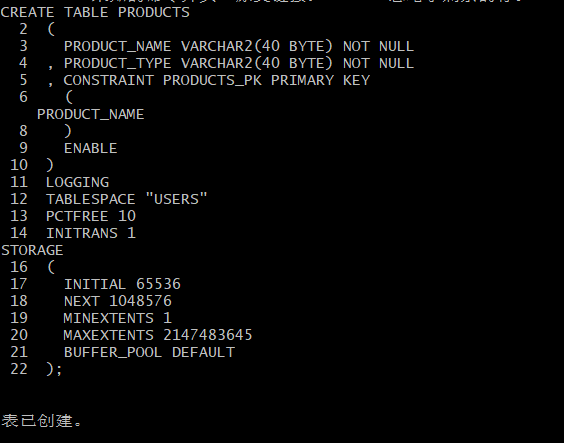 CREATE TABLE PRODUCTS
2 (
3 PRODUCT_NAME VARCHAR2(40 BYTE) NOT NULL
4 , PRODUCT_TYPE VARCHAR2(40 BYTE) NOT NULL
5 , CONSTRAINT PRODUCTS_PK PRIMARY KEY
6 (
PRODUCT_NAME
8 )
9 ENABLE
10 )
11 LOGGING
12 TABLESPACE "USERS"
13 PCTFREE 10
14 INITRANS 1
STORAGE
16 (
17 INITIAL 65536
18 NEXT 1048576
19 MINEXTENTS 1
20 MAXEXTENTS 2147483645
21 BUFFER_POOL DEFAULT
22 );
表已创建。